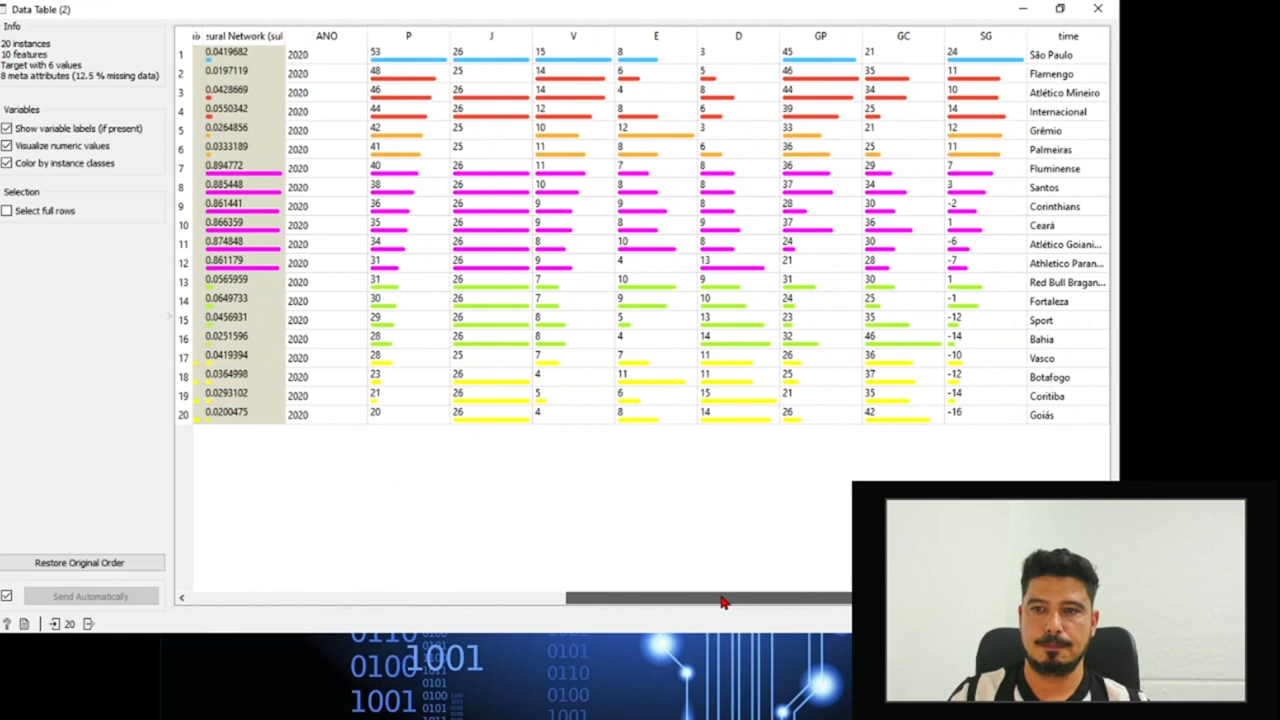 Data Table (2)
Info
20 instances
10 features
Target with 6 values
8 meta attributes (12.5 % missing data)
Variables
Show variable labels (if present)
Visualize numeric values
Color by instance classes
Selection
Select full rows
Restore Original Order
Send Automatically
20
eural Network (sul ANO P J V E D GP GC SG time
1 0.0419682 2020 53 26 15 8 3 45 21 24 São Paulo
2 0.0197119 2020 48 25 14 6 5 46 35 11 Flamengo
3 0.0428669 2020 46 26 14 4 8 44 34 10 Atlético Mineiro
4 0.0550342 2020 44 26 12 8 6 39 25 14 Internacional
5 0.0264856 2020 42 25 10 12 3 33 21 12 Grêmio
6 0.0333189 2020 41 25 11 8 6 36 25 11 Palmeiras
7 0.894772 2020 40 26 11 7 8 36 29 7 Fluminense
8 0.885448 2020 38 26 10 8 8 37 34 3 Santos
9 0.861441 2020 36 26 9 9 8 28 30 -2 Corinthians
10 0.866359 2020 35 26 9 8 9 37 36 1 Ceará
11 0.874848 2020 34 26 8 10 8 24 30 -6 Atlético Goiani...
12 0.861179 2020 31 26 9 4 13 21 28 -7 Athletico Paran...
13 0.0565959 2020 31 26 7 10 9 31 30 1 Red Bull Bragan...
14 0.0649733 2020 30 26 7 9 10 24 25 -1 Fortaleza
15 0.0456931 2020 29 26 8 5 13 23 35 -12 Sport
16 0.0251596 2020 28 26 8 4 14 32 46 -14 Bahia
17 0.0419394 2020 28 25 7 7 11 26 36 -10 Vasco
18 0.0364998 2020 23 26 4 11 11 25 37 -12 Botafogo
19 0.0293102 2020 21 26 5 6 15 21 35 -14 Coritiba
20 0.0200475 2020 20 26 4 8 14 26 42 -16 Goiás
0100
1001
1001
0101
0100
0101
0110
0100
1001